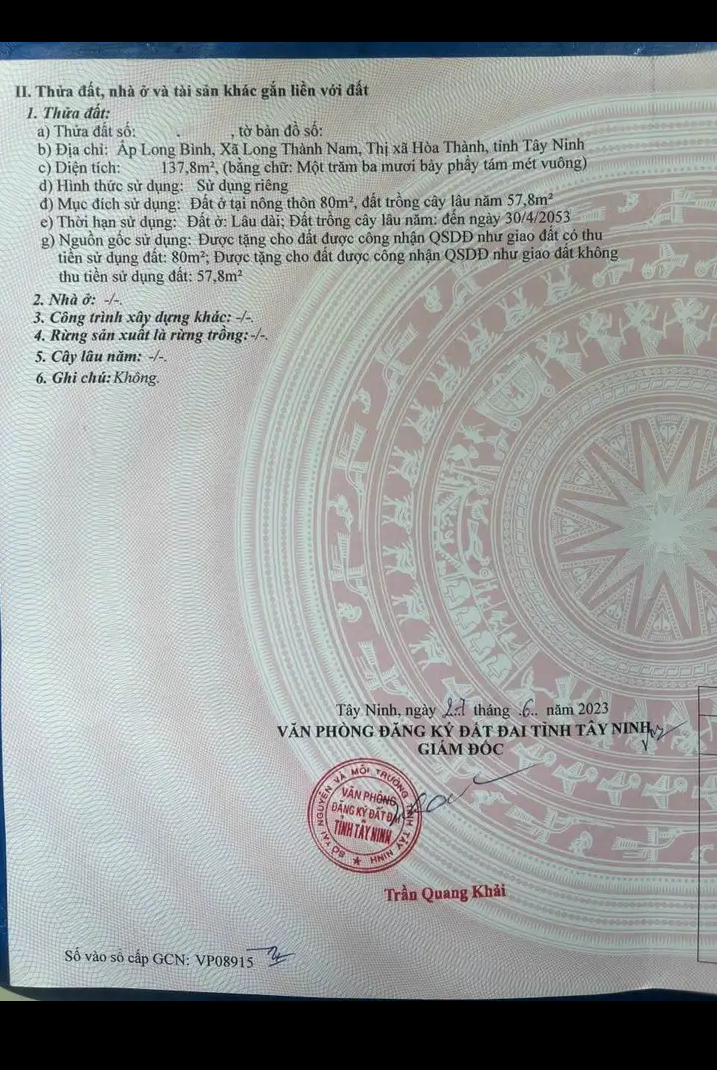 II. Thửa đất, nhà ở và tài sản khác gắn liền với đất
1. Thửa đất:
a) Thửa đất số: , tờ bản đồ số:
b) Địa chỉ: Ấp Long Bình, Xã Long Thành Nam, Thị xã Hòa Thành, tỉnh Tây Ninh
c) Diện tích: 137,8m², (bằng chữ: Một trăm ba mươi bảy phẩy tám mét vuông)
d) Hình thức sử dụng: Sử dụng riêng
đ) Mục đích sử dụng: Đất ở tại nông thôn 80m², đất trồng cây lâu năm 57,8m²
e) Thời hạn sử dụng: Đất ở: Lâu dài; Đất trồng cây lâu năm: đến ngày 30/4/2053
g) Nguồn gốc sử dụng: Được tặng cho đất được công nhận QSDĐ như giao đất có thu
tiền sử dụng đất: 80m²; Được tặng cho đất được công nhận QSDĐ như giao đất không
thu tiền sử dụng đất: 57,8m²
2. Nhà ở: -/-.
3. Công trình xây dựng khác: -/-.
4. Rừng sản xuất là rừng trồng: -/-.
5. Cây lâu năm: -/-.
6. Ghi chú: Không.
Tây Ninh, ngày 27 tháng .6.. năm 2023
VĂN PHÒNG ĐĂNG KÝ ĐẤT ĐAI TỈNH TÂY NINH
GIÁM ĐỐC
SỞ TÀI NGUYÊN VÀ MÔI TRƯỜNG TỈNH TÂY NINH
VĂN PHÒNG
ĐĂNG KÝ ĐẤT ĐAI
TỈNH TÂY NINH
Trần Quang Khải
Số vào sổ cấp GCN: VP08915